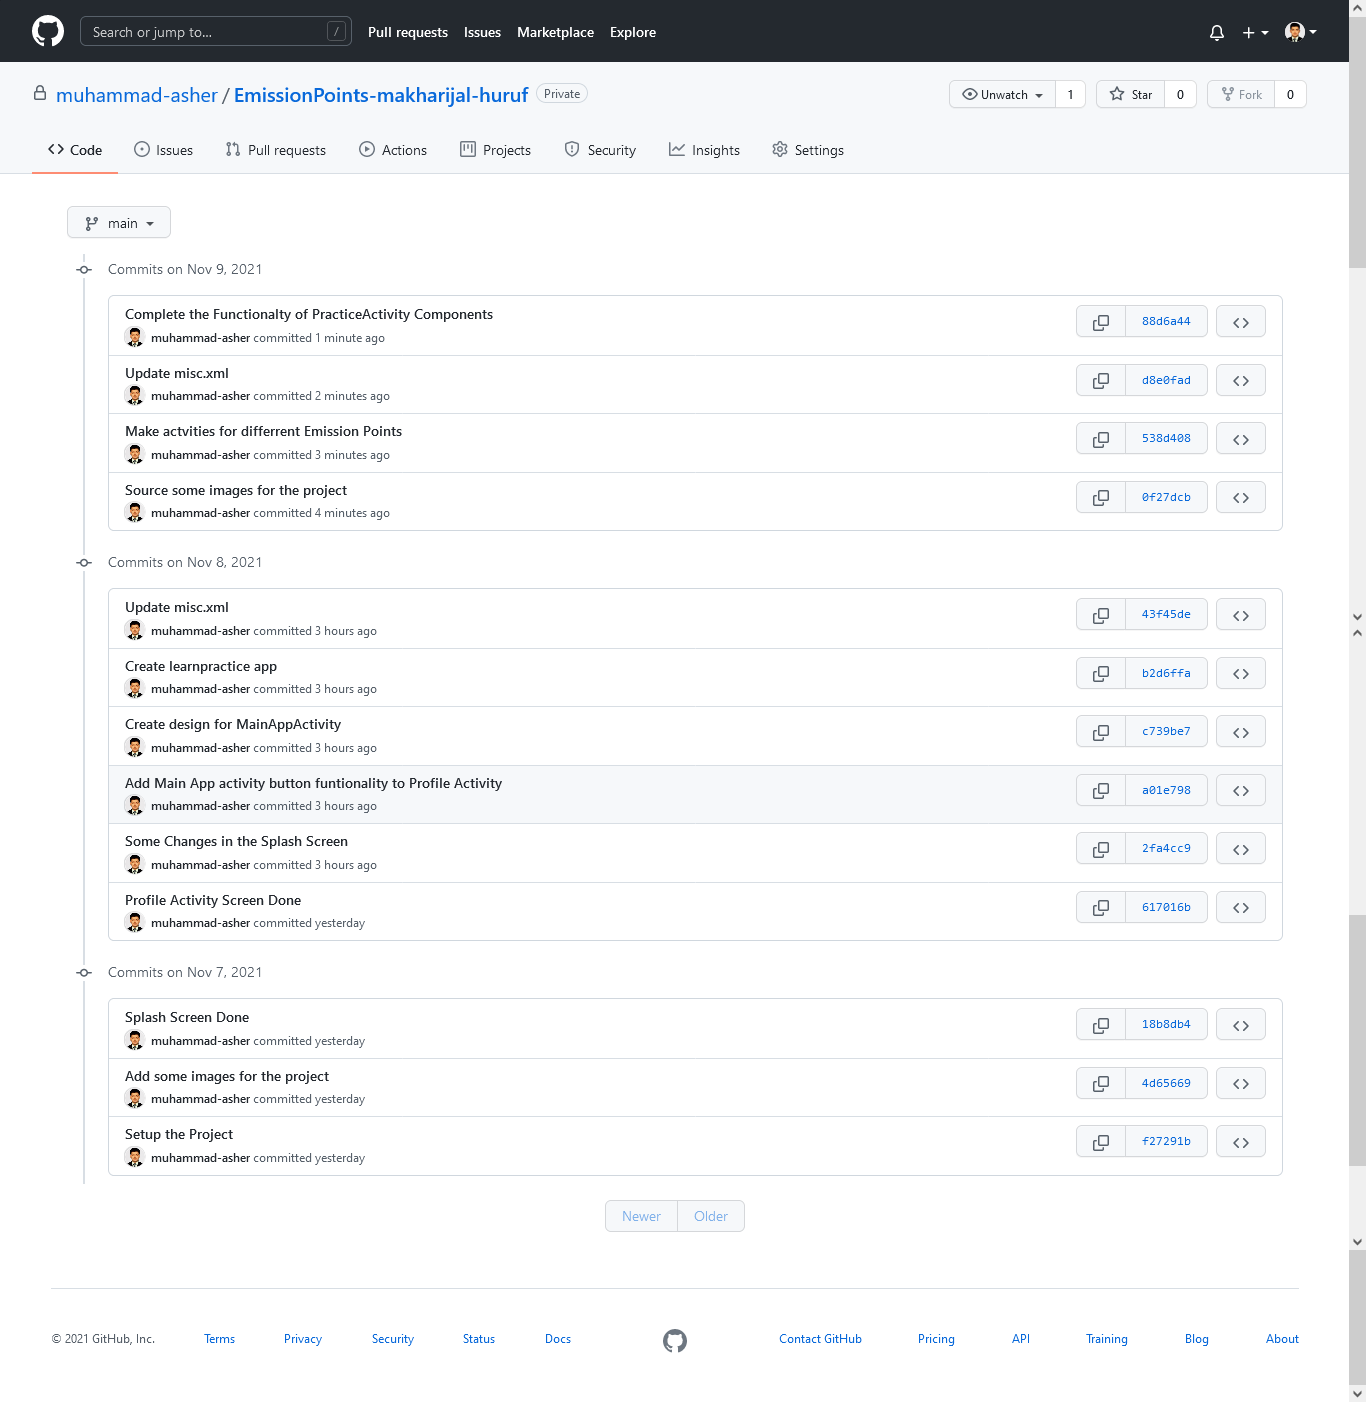 Search or jump to... /
Pull requests Issues Marketplace Explore
muhammad-asher / EmissionPoints-makharijal-huruf Private
Unwatch 1 Star 0 Fork 0
Code Issues Pull requests Actions Projects Security Insights Settings
main
Commits on Nov 9, 2021
Complete the Functionalty of PracticeActivity Components
muhammad-asher committed 1 minute ago
88d6a44
Update misc.xml
muhammad-asher committed 2 minutes ago
d8e0fad
Make actvities for differrent Emission Points
muhammad-asher committed 3 minutes ago
538d408
Source some images for the project
muhammad-asher committed 4 minutes ago
0f27dcb
Commits on Nov 8, 2021
Update misc.xml
muhammad-asher committed 3 hours ago
43f45de
Create learnpractice app
muhammad-asher committed 3 hours ago
b2d6ffa
Create design for MainAppActivity
muhammad-asher committed 3 hours ago
c739be7
Add Main App activity button funtionality to Profile Activity
muhammad-asher committed 3 hours ago
a01e798
Some Changes in the Splash Screen
muhammad-asher committed 3 hours ago
2fa4cc9
Profile Activity Screen Done
muhammad-asher committed yesterday
617016b
Commits on Nov 7, 2021
Splash Screen Done
muhammad-asher committed yesterday
18b8db4
Add some images for the project
muhammad-asher committed yesterday
4d65669
Setup the Project
muhammad-asher committed yesterday
f27291b
Newer Older
© 2021 GitHub, Inc. Terms Privacy Security Status Docs Contact GitHub Pricing API Training Blog About